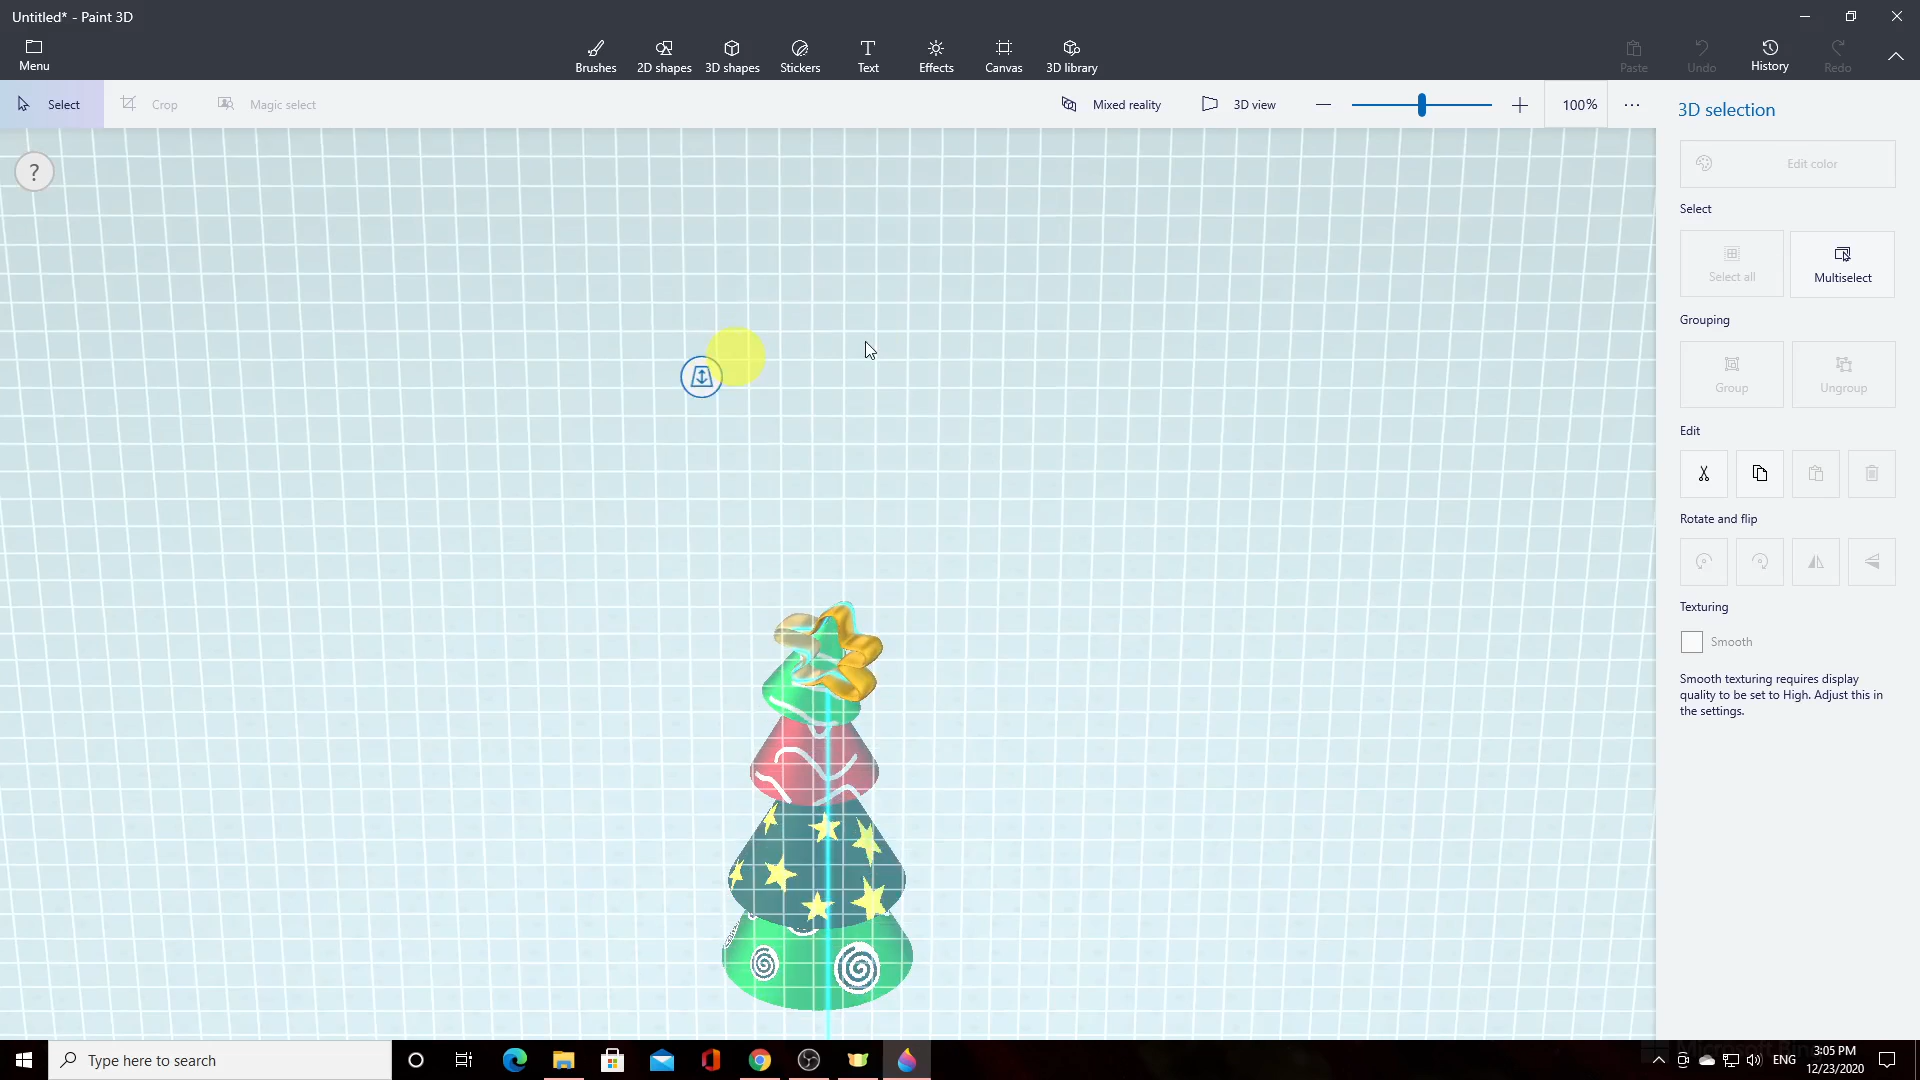 Untitled* - Paint 3D
Menu
Brushes
2D shapes
3D shapes
Stickers
Text
Effects
Canvas
3D library
Paste
Undo
History
Redo
Select
Crop
Magic select
Mixed reality
3D view
100%
3D selection
?
Edit color
Select
Select all
Multiselect
Grouping
Group
Ungroup
Edit
Rotate and flip
Texturing
Smooth
Smooth texturing requires display
quality to be set to High. Adjust this in
the settings.
Type here to search
Microsoft Bing
ENG
3:05 PM
12/23/2020